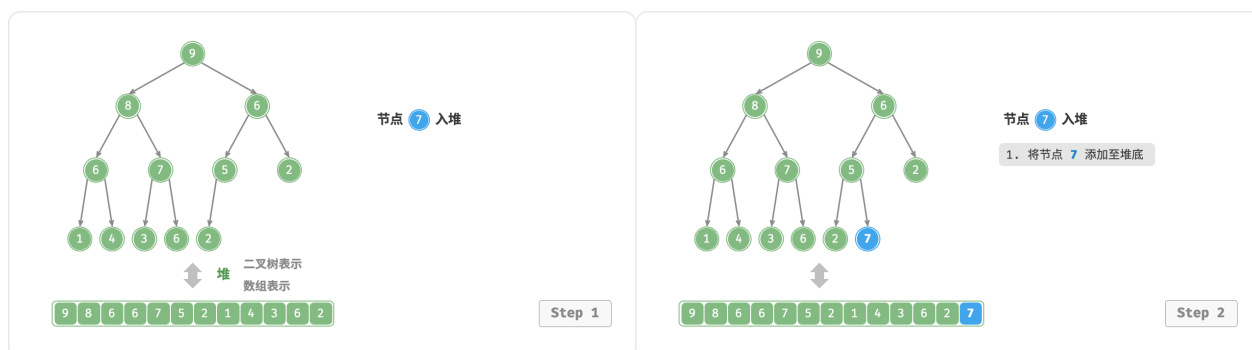 9
8 6
6 7 5 2
1 4 3 6 2
节点 7 入堆
堆 二叉树表示
数组表示
9 8 6 6 7 5 2 1 4 3 6 2
Step 1
9
8 6
6 7 5 2
1 4 3 6 2 7
节点 7 入堆
1. 将节点 7 添加至堆底
9 8 6 6 7 5 2 1 4 3 6 2 7
Step 2